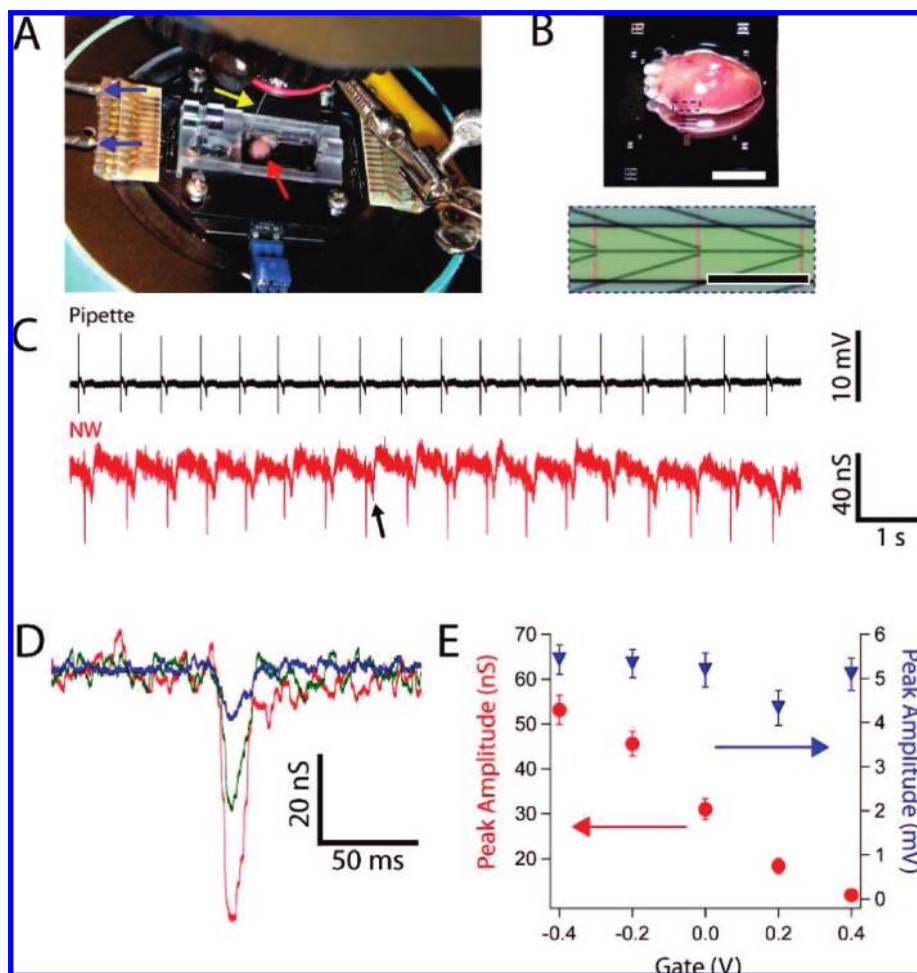 A
B
C
Pipette
10 mV
NW
40 nS
1 s
D
20 nS
50 ms
E
Peak Amplitude (nS)
70
60
50
40
30
20
6
5
4
3
2
1
0
Peak Amplitude (mV)
-0.4 -0.2 0.0 0.2 0.4
Gate (V)